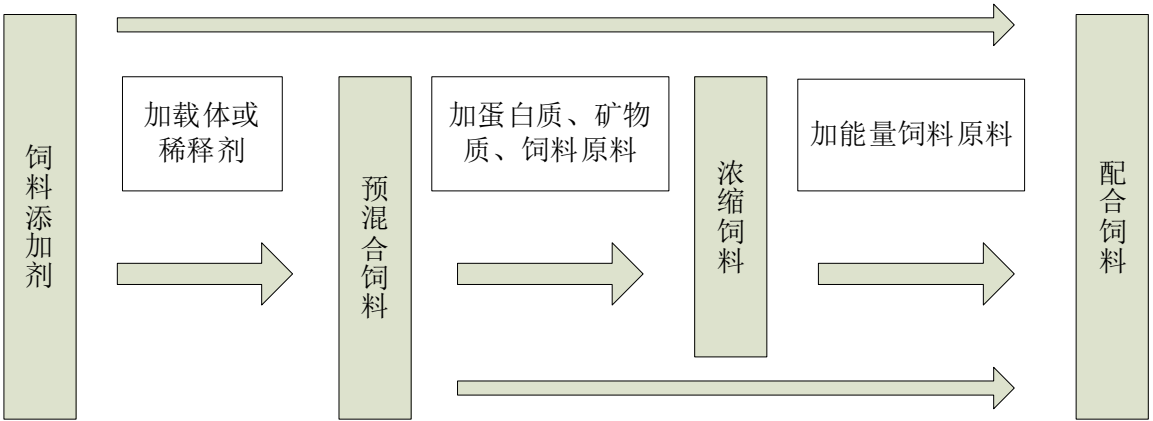 饲料添加剂
加载体或
稀释剂
预混合饲料
加蛋白质、矿物
质、饲料原料
浓缩饲料
加能量饲料原料
配合饲料